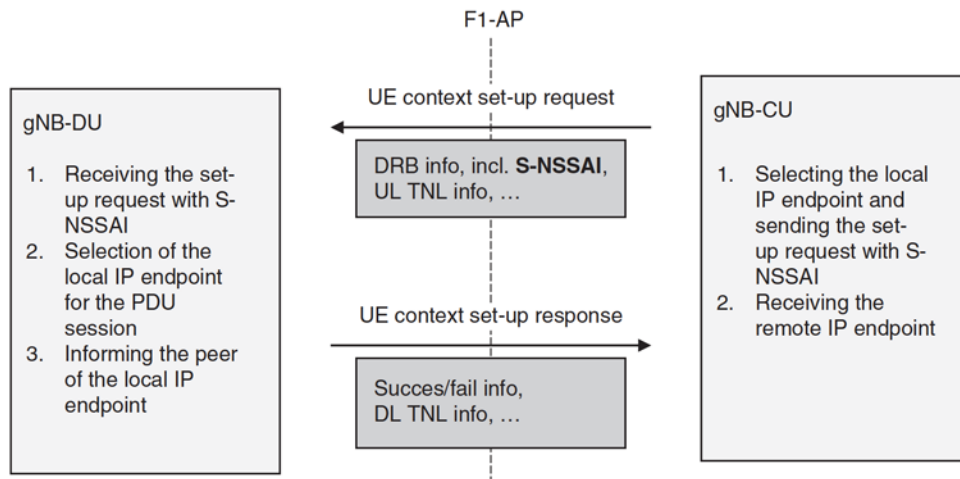 F1-AP
gNB-DU
1. Receiving the set-
up request with S-
NSSAI
2. Selection of the
local IP endpoint
for the PDU
session
3. Informing the peer
of the local IP
endpoint
UE context set-up request
DRB info, incl. S-NSSAI,
UL TNL info, ...
UE context set-up response
Succes/fail info,
DL TNL info, ...
gNB-CU
1. Selecting the local
IP endpoint and
sending the set-
up request with S-
NSSAI
2. Receiving the
remote IP endpoint